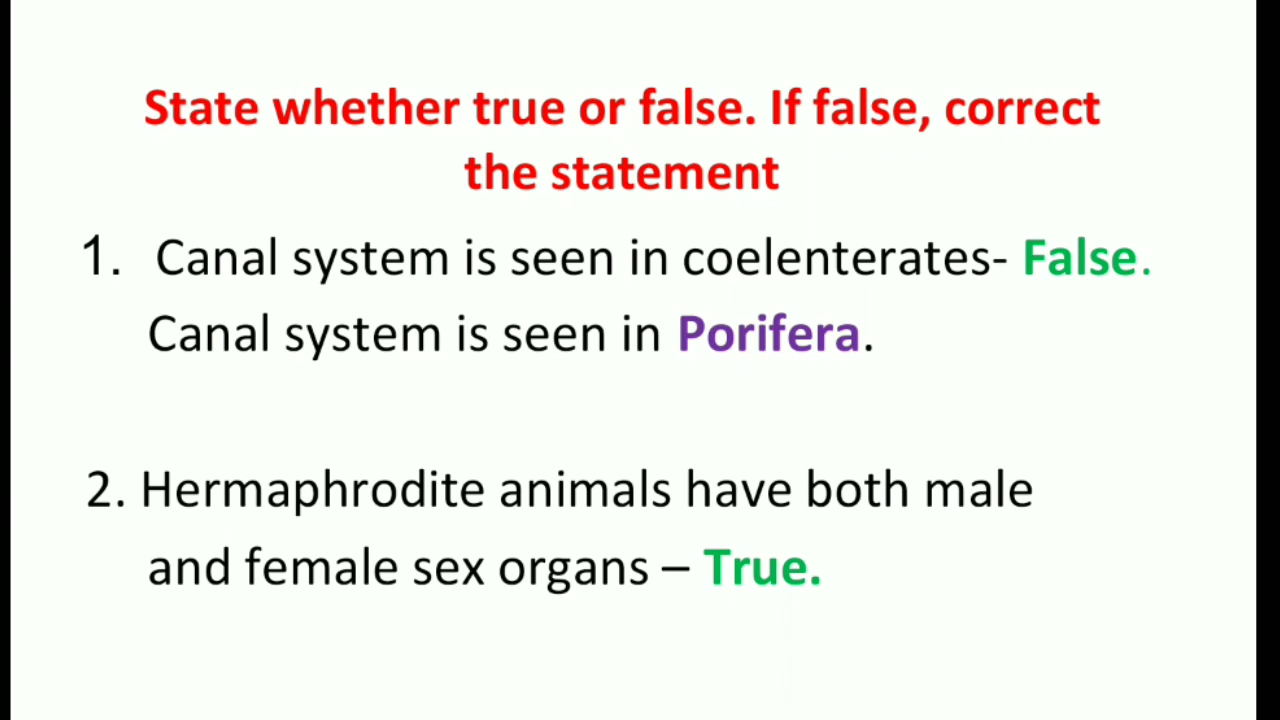 State whether true or false. If false, correct
the statement
1. Canal system is seen in coelenterates- False.
Canal system is seen in Porifera.
2. Hermaphrodite animals have both male
and female sex organs – True.